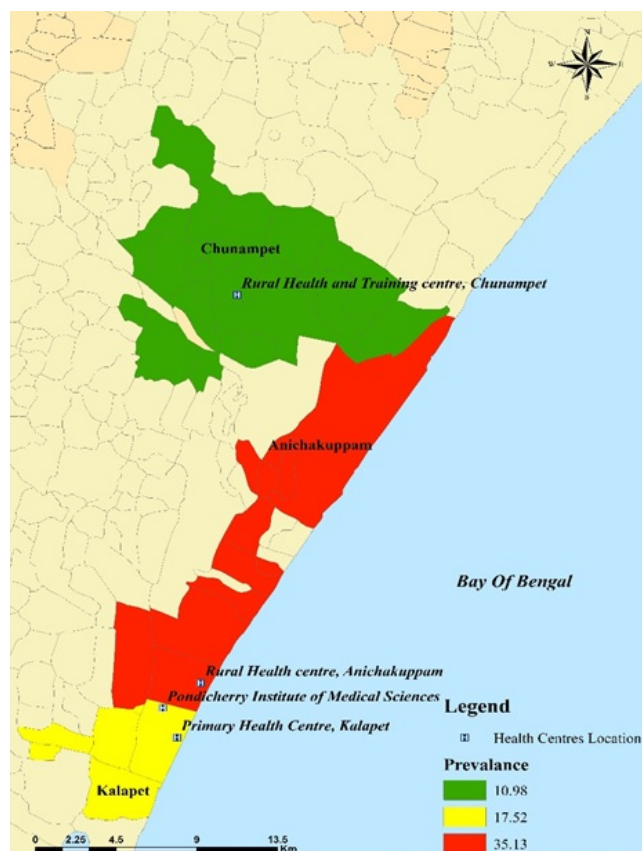 N
W
E
S
Chunampet
Rural Health and Training centre, Chunampet
Anichakuppam
Bay Of Bengal
Rural Health centre, Anichakuppam
Pondicherry Institute of Medical Sciences
Primary Health Centre, Kalapet
Kalapet
Legend
H Health Centres Location
Prevalance
10.98
17.52
35.13
0 2.25 4.5 9 13.5
Km